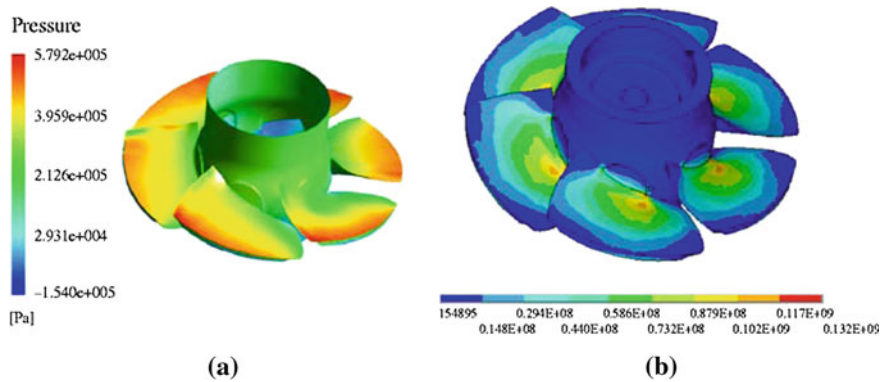 Pressure
5.792e+005
3.959e+005
2.126e+005
2.931e+004
−1.540e+005
[Pa]
154895 0.294E+08 0.586E+08 0.879E+08 0.117E+09
0.148E+08 0.440E+08 0.732E+08 0.102E+09 0.132E+09
(a) (b)